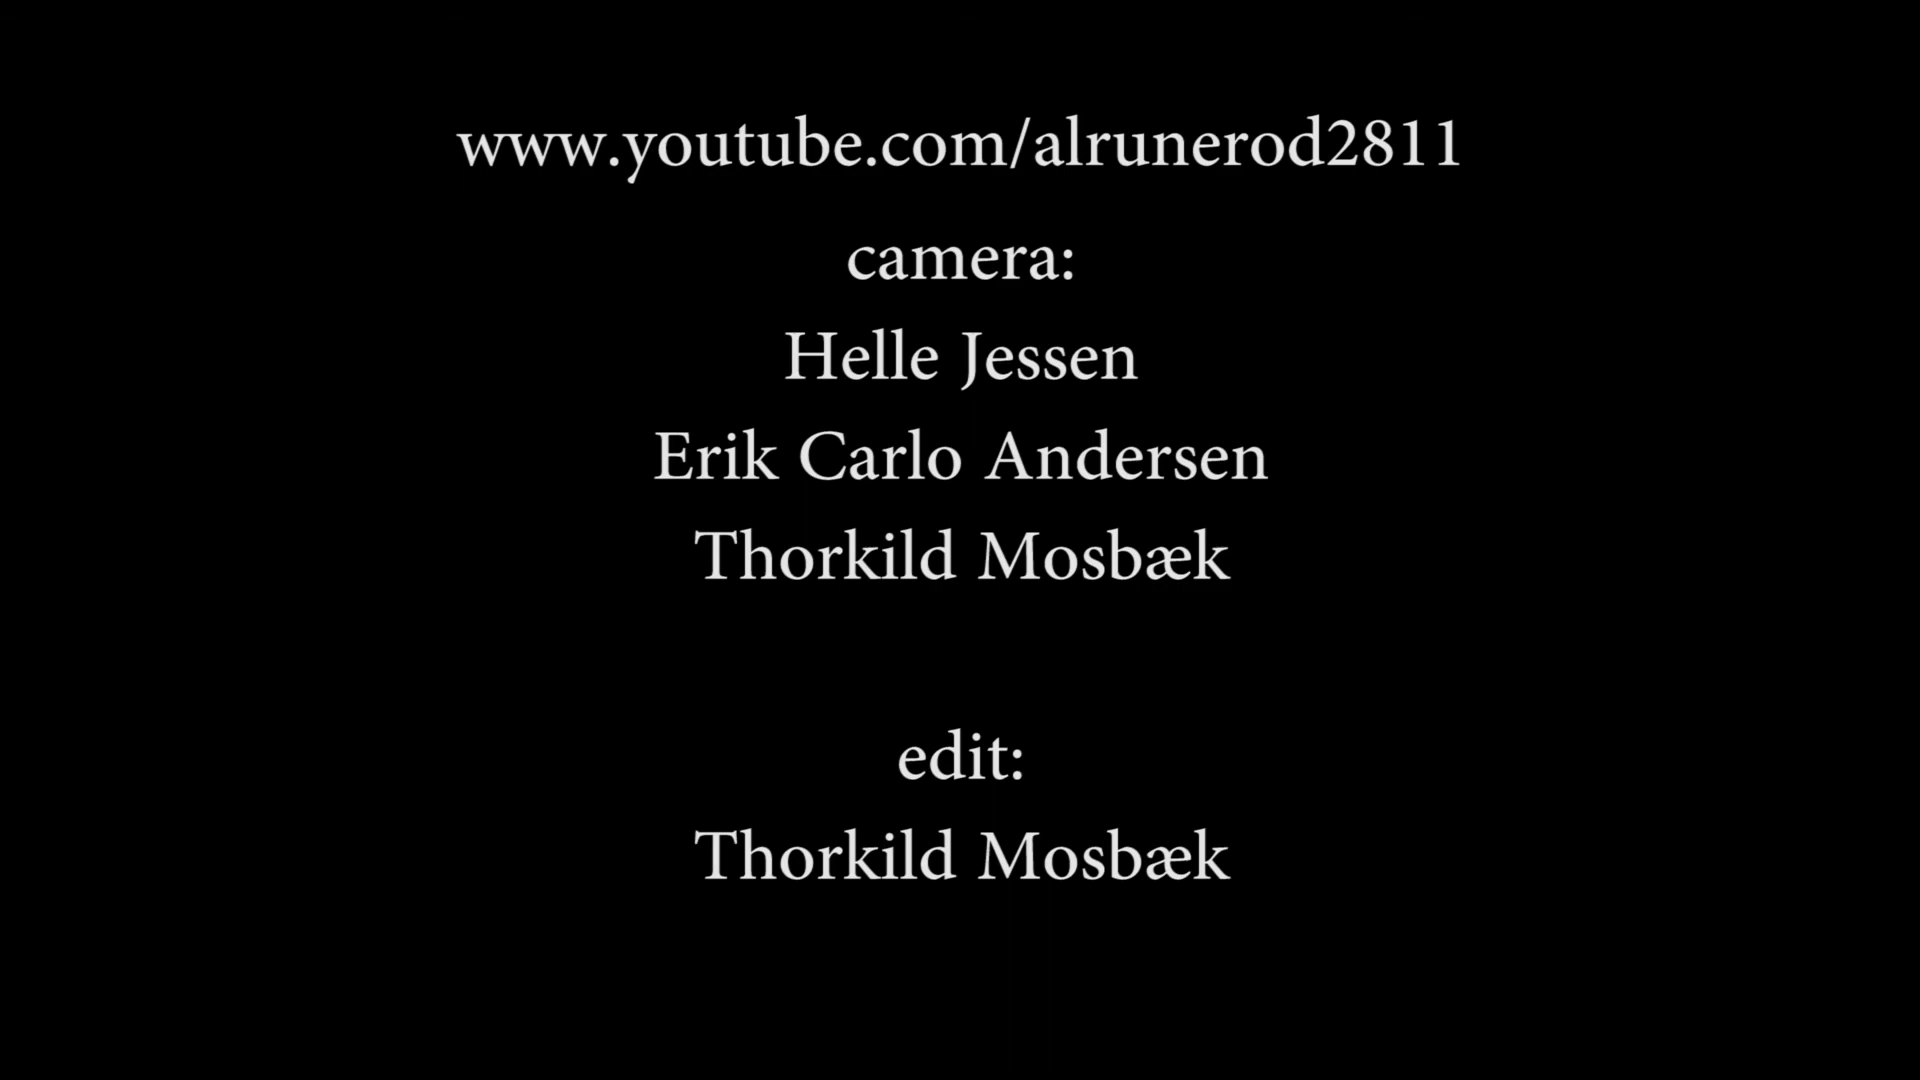 www.youtube.com/alrunerod2811
camera:
Helle Jessen
Erik Carlo Andersen
Thorkild Mosbæk
edit:
Thorkild Mosbæk